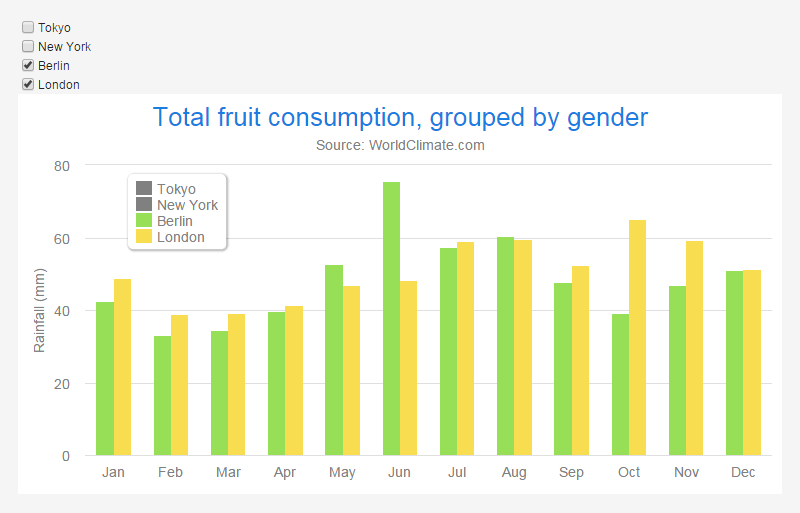 Tokyo
New York
Berlin
London
Total fruit consumption, grouped by gender
Source: WorldClimate.com
80
60
40
20
0
Rainfall (mm)
Tokyo
New York
Berlin
London
Jan Feb Mar Apr May Jun Jul Aug Sep Oct Nov Dec